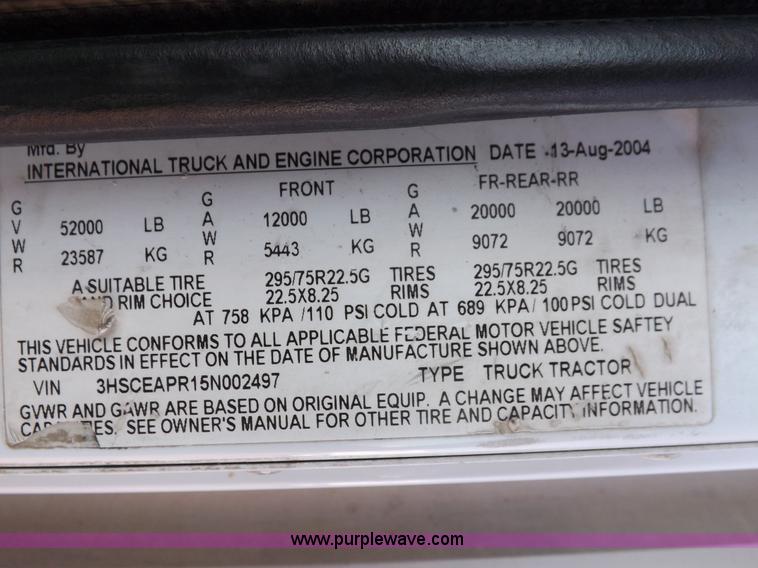 Mfd. By
INTERNATIONAL TRUCK AND ENGINE CORPORATION DATE .13-Aug-2004
G G FRONT G FR-REAR-RR
V 52000 LB A 12000 LB A 20000 20000 LB
W W W
R 23587 KG R 5443 KG R 9072 9072 KG
A SUITABLE TIRE 295/75R22.5G TIRES 295/75R22.5G TIRES
RIM CHOICE 22.5X8.25 RIMS 22.5X8.25 RIMS
AT 758 KPA /110 PSI COLD AT 689 KPA/ 100PSI COLD DUAL
THIS VEHICLE CONFORMS TO ALL APPLICABLE FEDERAL MOTOR VEHICLE SAFTEY
STANDARDS IN EFFECT ON THE DATE OF MANUFACTURE SHOWN ABOVE.
VIN 3HSCEAPR15N002497 TYPE TRUCK TRACTOR
GVWR AND GAWR ARE BASED ON ORIGINAL EQUIP. A CHANGE MAY AFFECT
SEE OWNER'S MANUAL FOR OTHER TIRE AND CAPACITY INFORMATION.
www.purplewave.com